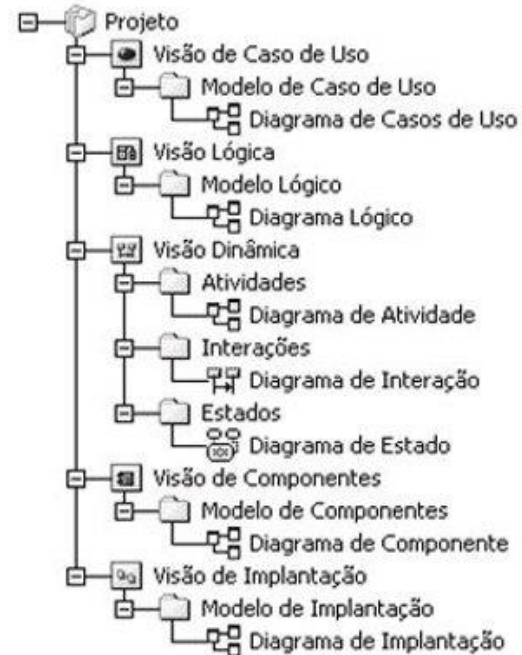 Projeto
Visão de Caso de Uso
Modelo de Caso de Uso
Diagrama de Casos de Uso
Visão Lógica
Modelo Lógico
Diagrama Lógico
Visão Dinâmica
Atividades
Diagrama de Atividade
Interações
Diagrama de Interação
Estados
Diagrama de Estado
Visão de Componentes
Modelo de Componentes
Diagrama de Componente
Visão de Implantação
Modelo de Implantação
Diagrama de Implantação